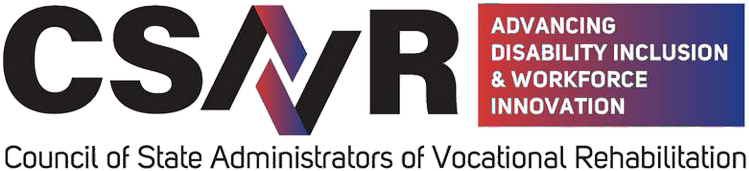 CSAVR
ADVANCING
DISABILITY INCLUSION
& WORKFORCE
INNOVATION
Council of State Administrators of Vocational Rehabilitation